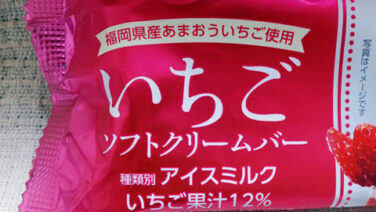 福岡県産あまおういちご使用
いちご
ソフトクリームバー
種類別 アイスミルク
いちご果汁12%
写真はイメージです